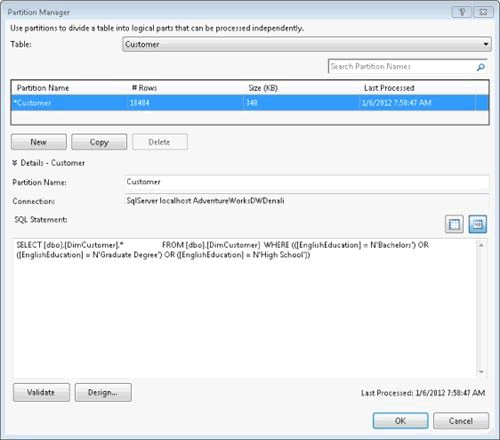 Partition Manager
Use partitions to divide a table into logical parts that can be processed independently.
Table: Customer
Search Partition Names
Partition Name # Rows Size (KB) Last Processed
*Customer 18484 348 1/6/2012 7:58:47 AM
New Copy Delete
Details - Customer
Partition Name: Customer
Connection: SqlServer localhost AdventureWorksDWDenali
SQL Statement:
SELECT [dbo].[DimCustomer].* FROM [dbo].[DimCustomer] WHERE (([EnglishEducation] = N'Bachelors') OR
([EnglishEducation] = N'Graduate Degree') OR ([EnglishEducation] = N'High School'))
Validate Design... Last Processed: 1/6/2012 7:58:47 AM
OK Cancel